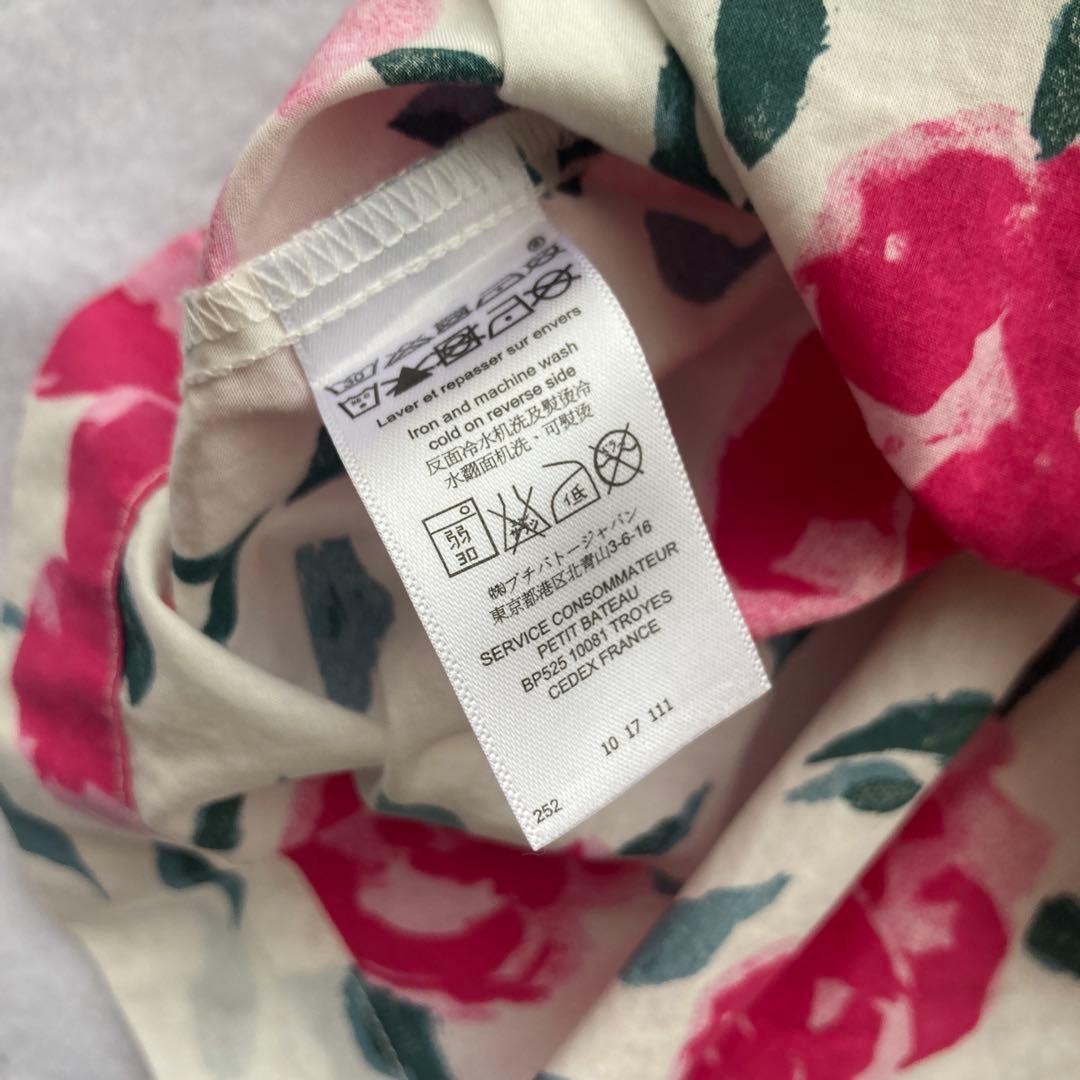 ®
30
Laver et repasser sur envers
Iron and machine wash
cold on reverse side
反面冷水机洗及熨烫冷
水翻面机洗、可熨烫
弱
30
低
㈱プチバトージャパン
東京都港区北青山3-6-16
SERVICE CONSOMMATEUR
PETIT BATEAU
BP525 10081 TROYES
CEDEX FRANCE
10 17 111
252